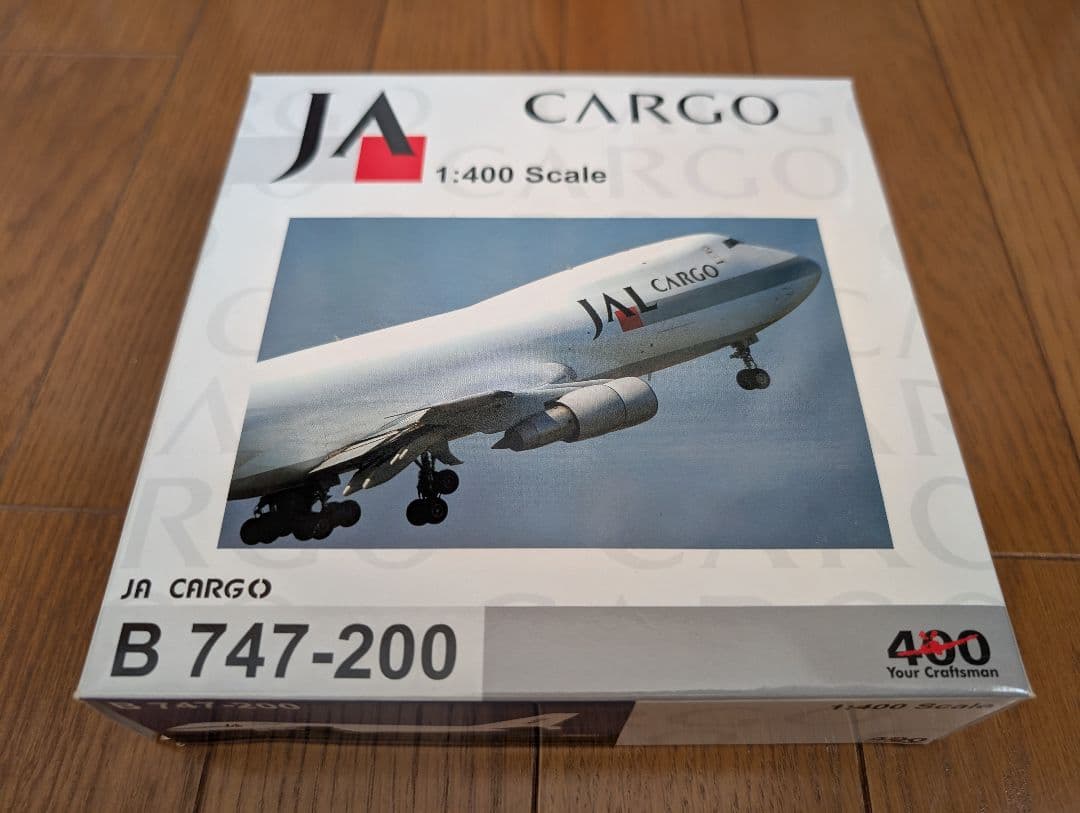 JA CARGO
1:400 Scale
JAL CARGO
JA CARGO
B 747-200
400
Your Craftsman
B 747-200
1:400 Scale